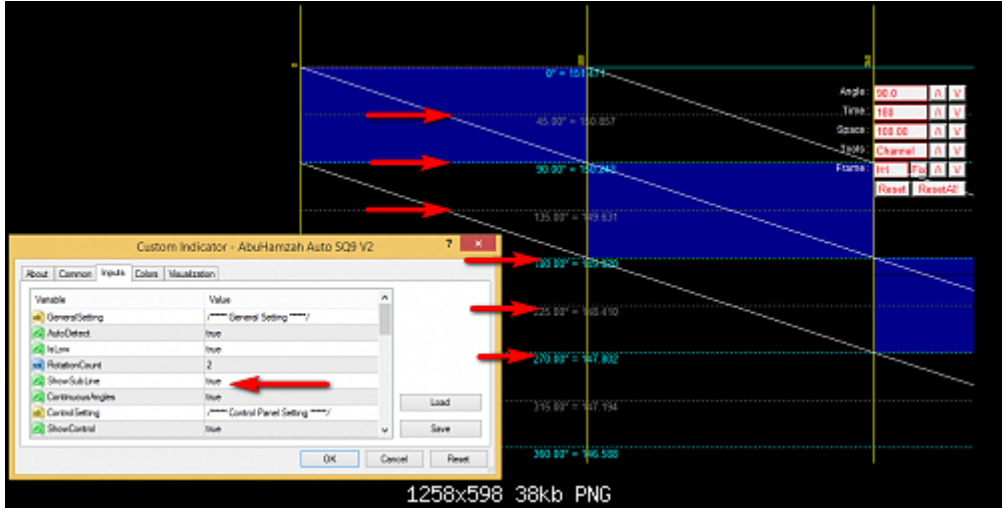 0° = 151.471
45.00° = 150.857
90.00° = 150.243
135.00° = 149.631
180.00° = 149.020
225.00° = 148.410
270.00° = 147.802
315.00° = 147.194
360.00° = 146.588
Angle: 90.0 Λ V
Time: 180 Λ V
Space: 100.00 Λ V
Tools: Channel Λ V
Frame: Λ V
Reset ResetAll
Custom Indicator - AbuHamzah Auto SQ9 V2 ? ×
About Common Inputs Colors Visualization
Variable Value
GeneralSetting /***** General Setting *****/
AutoDetect true
true
RotationCount 2
ShowSubLine true
ContinuousAngles true
ControlSetting /***** Control Panel Setting *****/
ShowControl true
Load
Save
OK Cancel Reset
1258x598 38kb PNG